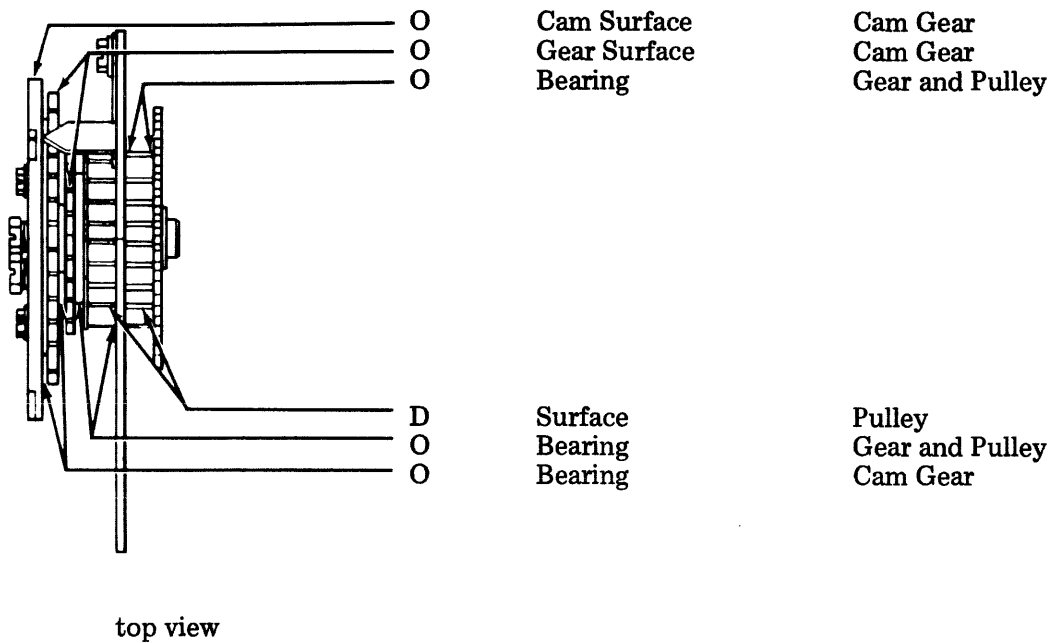 O Cam Surface Cam Gear
O Gear Surface Cam Gear
O Bearing Gear and Pulley
D Surface Pulley
O Bearing Gear and Pulley
O Bearing Cam Gear
top view